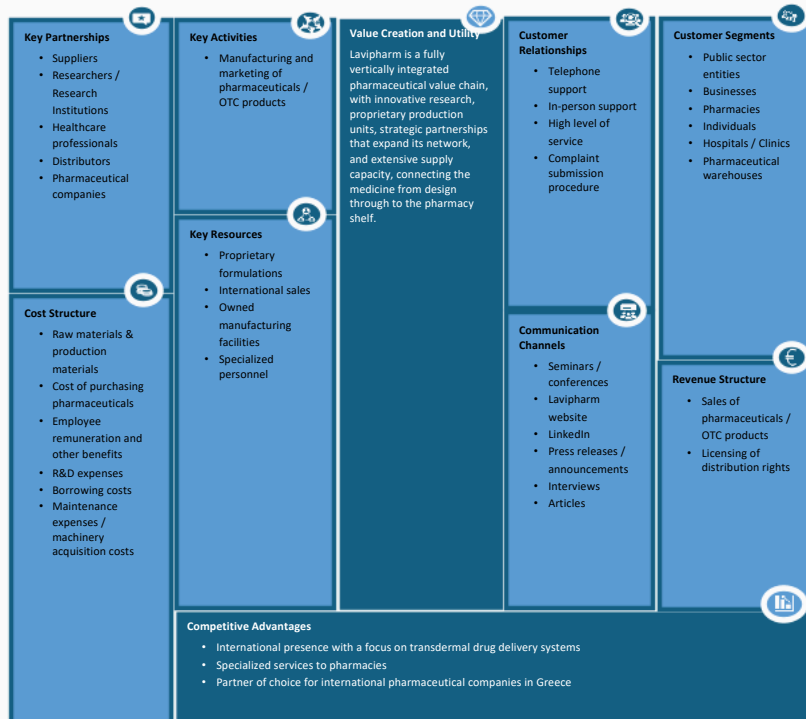 Key Partnerships
• Suppliers
• Researchers /
Research
Institutions
• Healthcare
professionals
• Distributors
• Pharmaceutical
companies
Key Activities
• Manufacturing and
marketing of
pharmaceuticals /
OTC products
Key Resources
• Proprietary
formulations
• International sales
• Owned
manufacturing
facilities
• Specialized
personnel
Value Creation and Utility
Lavipharm is a fully
vertically integrated
pharmaceutical value chain,
with innovative research,
proprietary production
units, strategic partnerships
that expand its network,
and extensive supply
capacity, connecting the
medicine from design
through to the pharmacy
shelf.
Customer
Relationships
• Telephone
support
• In-person support
• High level of
service
• Complaint
submission
procedure
Communication
Channels
• Seminars /
conferences
• Lavipharm
website
• LinkedIn
• Press releases /
announcements
• Interviews
• Articles
Customer Segments
• Public sector
entities
• Businesses
• Pharmacies
• Individuals
• Hospitals / Clinics
• Pharmaceutical
warehouses
Cost Structure
• Raw materials &
production
materials
• Cost of purchasing
pharmaceuticals
• Employee
remuneration and
other benefits
• R&D expenses
• Borrowing costs
• Maintenance
expenses /
machinery
acquisition costs
Revenue Structure
• Sales of
pharmaceuticals /
OTC products
• Licensing of
distribution rights
Competitive Advantages
• International presence with a focus on transdermal drug delivery systems
• Specialized services to pharmacies
• Partner of choice for international pharmaceutical companies in Greece